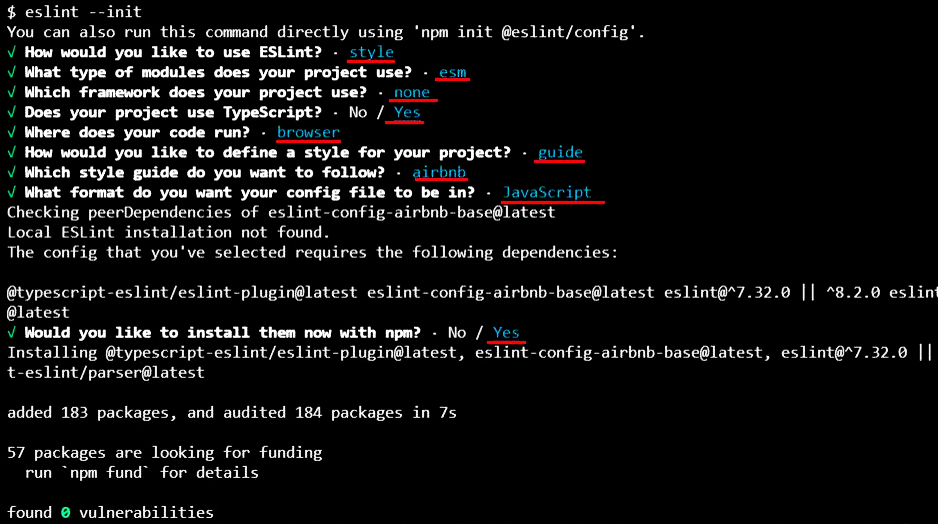 $ eslint --init
You can also run this command directly using 'npm init @eslint/config'.
√ How would you like to use ESLint? · style
√ What type of modules does your project use? · esm
√ Which framework does your project use? · none
√ Does your project use TypeScript? · No / Yes
√ Where does your code run? · browser
√ How would you like to define a style for your project? · guide
√ Which style guide do you want to follow? · airbnb
√ What format do you want your config file to be in? · JavaScript
Checking peerDependencies of eslint-config-airbnb-base@latest
Local ESLint installation not found.
The config that you've selected requires the following dependencies:
@typescript-eslint/eslint-plugin@latest eslint-config-airbnb-base@latest eslint@^7.32.0 || ^8.2.0 eslint
@latest
√ Would you like to install them now with npm? · No / Yes
Installing @typescript-eslint/eslint-plugin@latest, eslint-config-airbnb-base@latest, eslint@^7.32.0 ||
t-eslint/parser@latest
added 183 packages, and audited 184 packages in 7s
57 packages are looking for funding
run `npm fund` for details
found 0 vulnerabilities